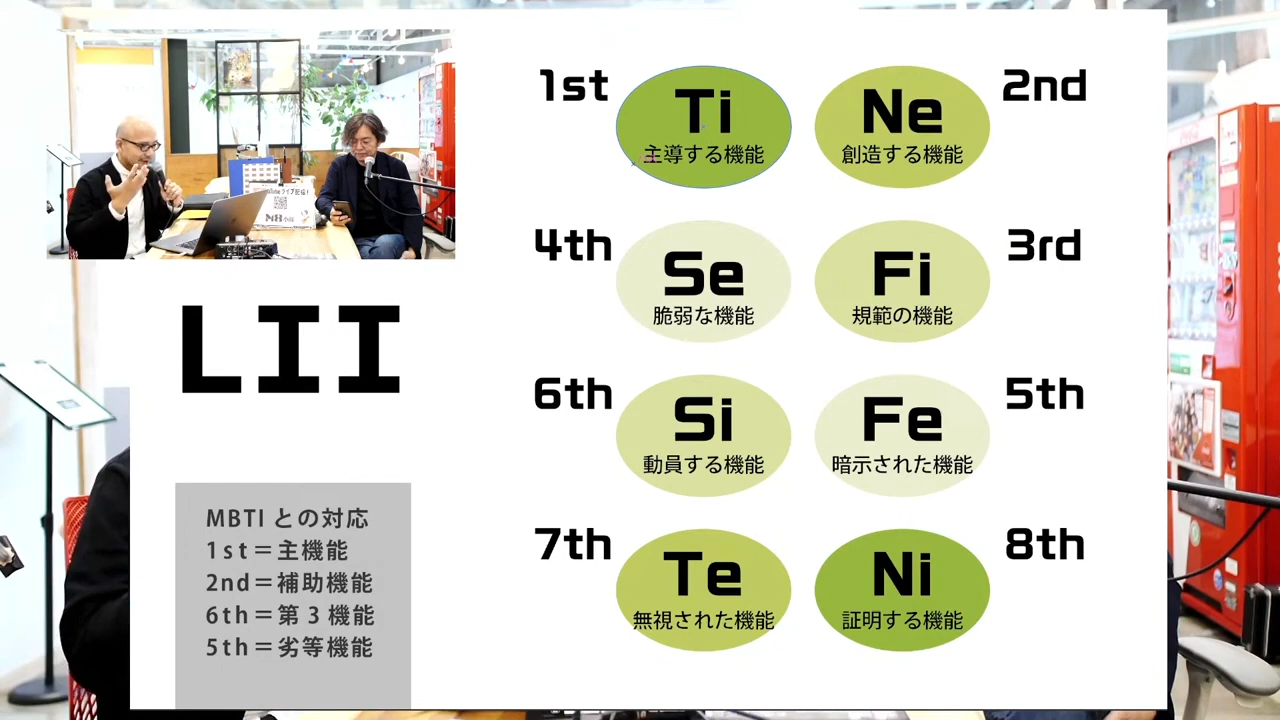 1st
Ti
主導する機能
Ne
創造する機能
2nd
4th
Se
脆弱な機能
Fi
規範の機能
3rd
LII
6th
Si
動員する機能
Fe
暗示された機能
5th
MBTI との対応
1st＝主機能
2nd＝補助機能
6th＝第３機能
5th＝劣等機能
7th
Te
無視された機能
Ni
証明する機能
8th